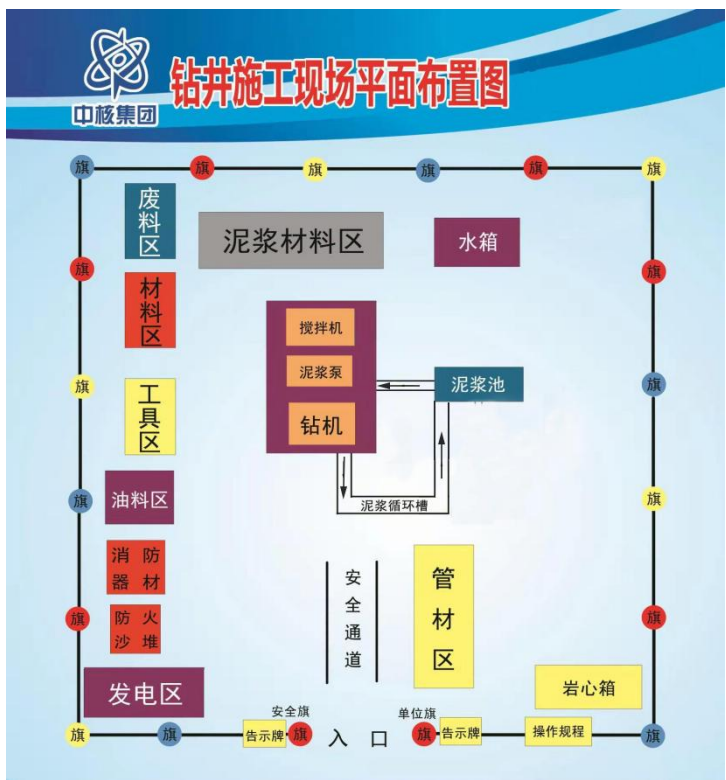 中核集团
钻井施工现场平面布置图
旗 旗 旗 旗 旗 旗
废料区
泥浆材料区
水箱
旗
旗
材料区
搅拌机
泥浆泵
泥浆池
旗
旗
工具区
钻机
旗
油料区
旗
泥浆循环槽
消防
器材
安全通道
管材区
旗
防火
沙堆
旗
发电区
岩心箱
安全旗
单位旗
旗
旗
告示牌
旗
入口
旗
告示牌
操作规程
旗